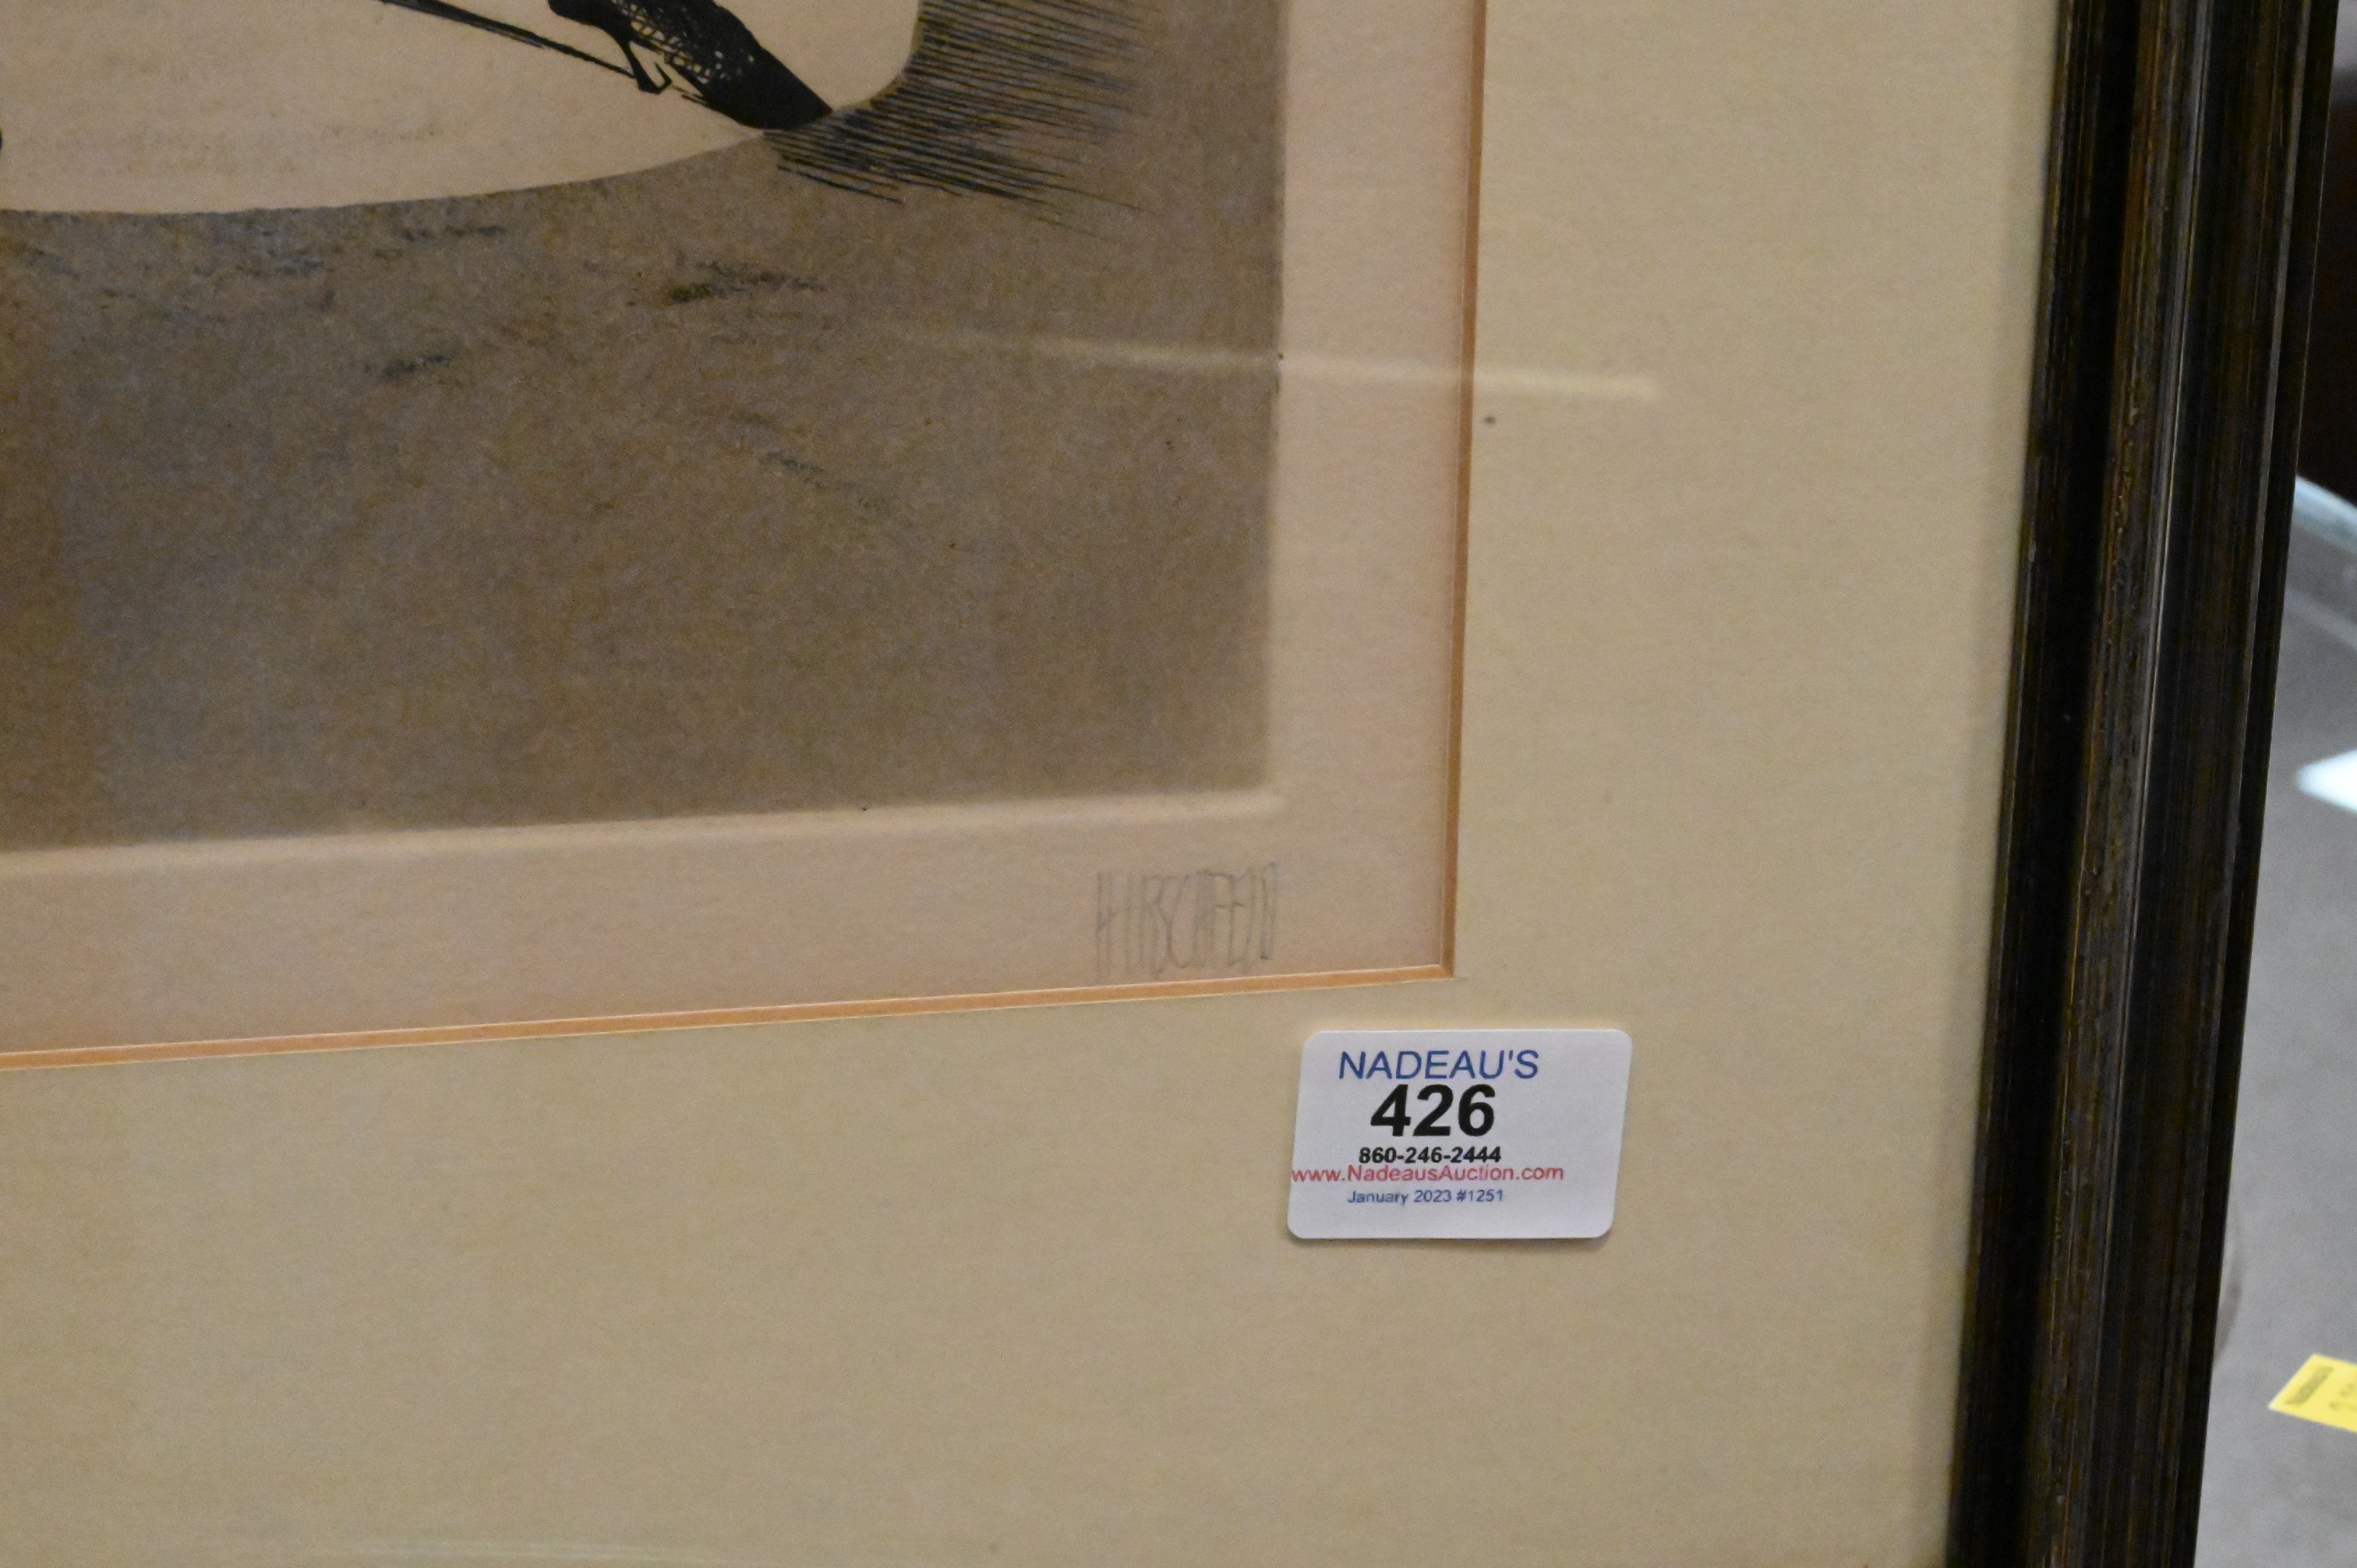 HIRSCHFELD
NADEAU'S
426
860-246-2444
www.NadeausAuction.com
January 2023 #1251